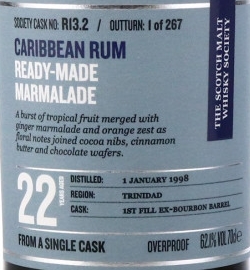 SOCIETY CASK NO: R13.2 / OUTTURN: 1 of 267
CARIBBEAN RUM
READY-MADE
MARMALADE
A burst of tropical fruit merged with
ginger marmalade and orange zest as
floral notes joined cocoa nibs, cinnamon
butter and chocolate wafers.
22 YEARS AGED
DISTILLED: 1 JANUARY 1998
REGION: TRINIDAD
CASK: 1ST FILL EX-BOURBON BARREL
FROM A SINGLE CASK OVERPROOF 62.1% VOL 70cl e
THE SCOTCH MALT
WHISKY SOCIETY